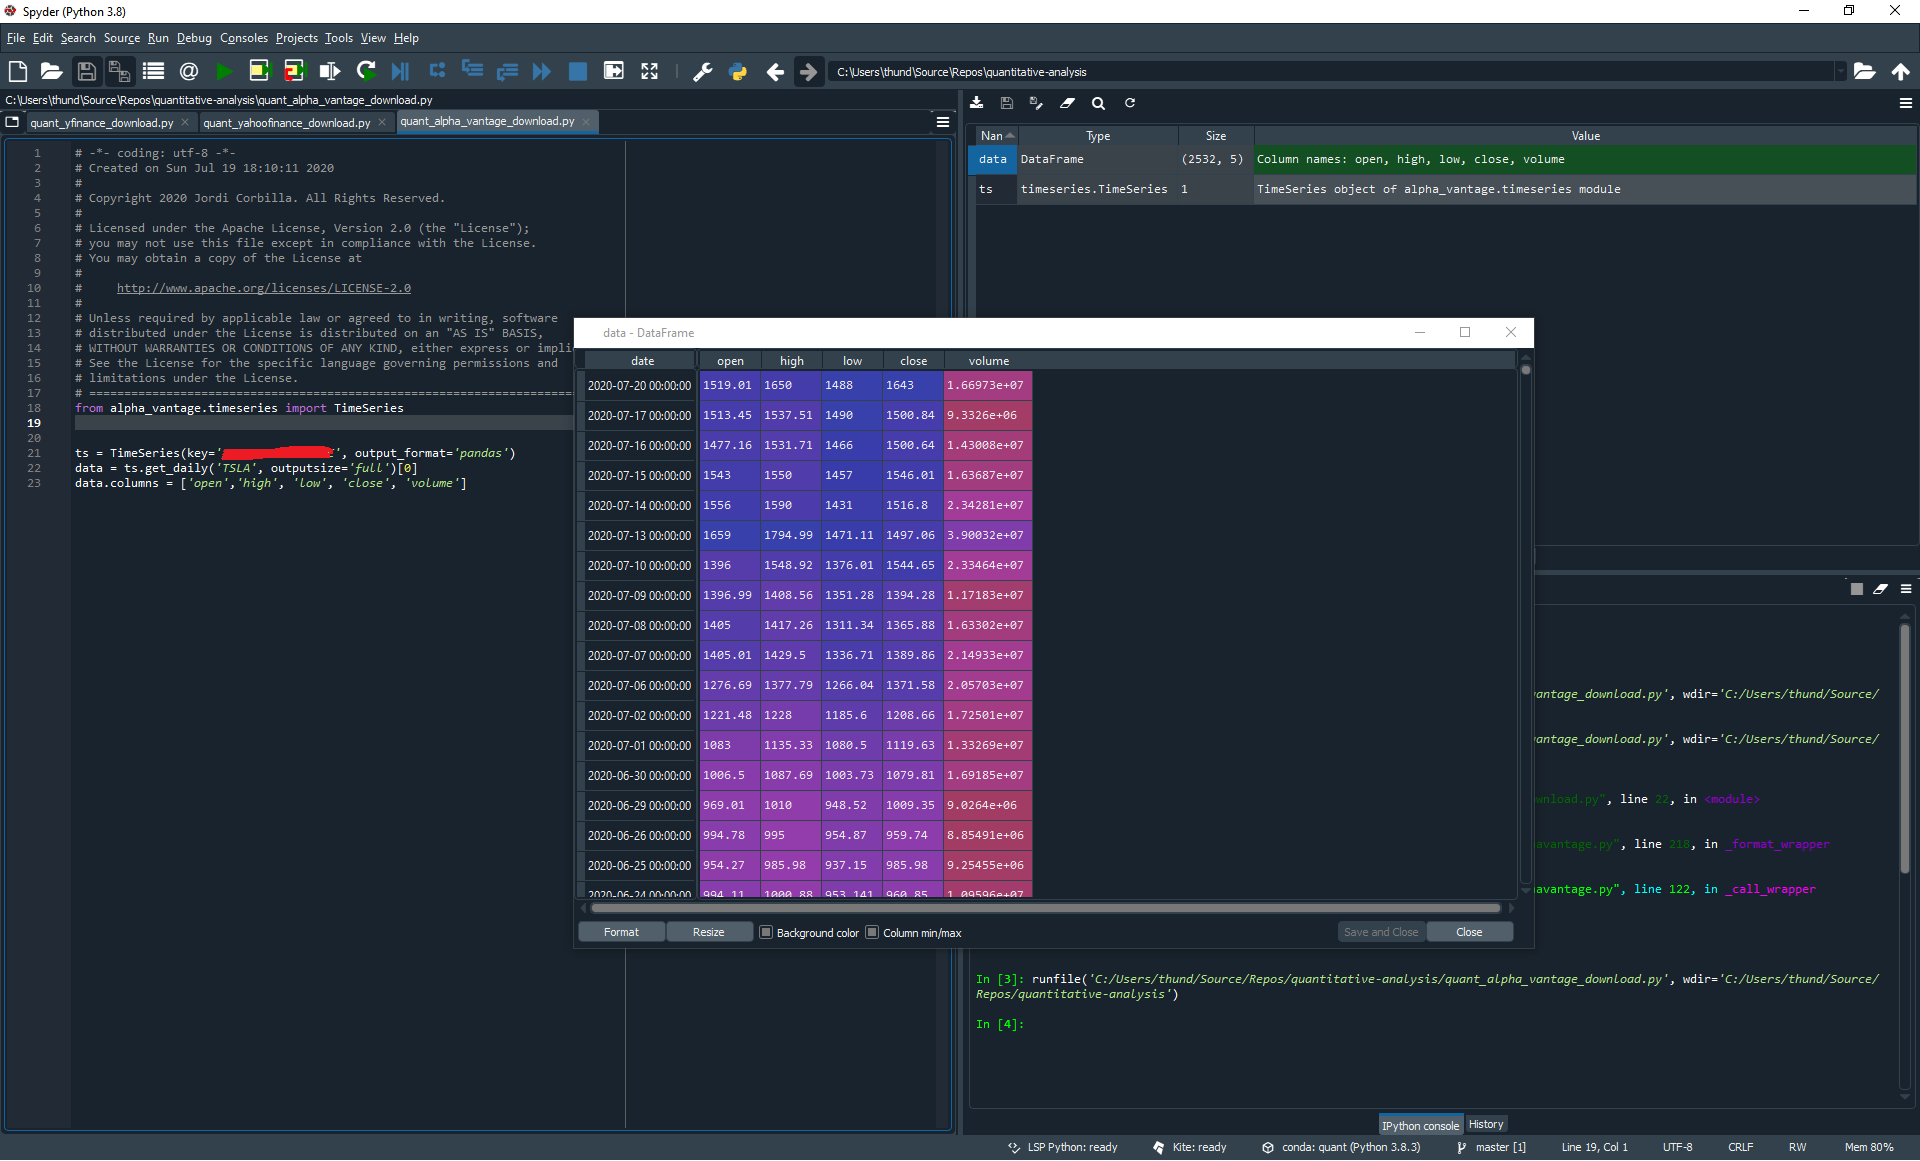 Spyder (Python 3.8)
File Edit Search Source Run Debug Consoles Projects Tools View Help
C:\Users\thund\Source\Repos\quantitative-analysis
C:\Users\thund\Source\Repos\quantitative-analysis\quant_alpha_vantage_download.py
quant_yfinance_download.py quant_yahoofinance_download.py quant_alpha_vantage_download.py
1 # -*- coding: utf-8 -*-
2 # Created on Sun Jul 19 18:10:11 2020
3 #
4 # Copyright 2020 Jordi Corbilla. All Rights Reserved.
5 #
6 # Licensed under the Apache License, Version 2.0 (the "License");
7 # you may not use this file except in compliance with the License.
8 # You may obtain a copy of the License at
9 #
10 # http://www.apache.org/licenses/LICENSE-2.0
11 #
12 # Unless required by applicable law or agreed to in writing, software
13 # distributed under the License is distributed on an "AS IS" BASIS,
14 # WITHOUT WARRANTIES OR CONDITIONS OF ANY KIND, either express or impli
15 # See the License for the specific language governing permissions and
16 # limitations under the License.
17 # =======================================================================
18 from alpha_vantage.timeseries import TimeSeries
19
20
21 ts = TimeSeries(key=' ', output_format='pandas')
22 data = ts.get_daily('TSLA', outputsize='full')[0]
23 data.columns = ['open','high', 'low', 'close', 'volume']
Nan Type Size Value
data DataFrame (2532, 5) Column names: open, high, low, close, volume
ts timeseries.TimeSeries 1 TimeSeries object of alpha_vantage.timeseries module
data - DataFrame
date open high low close volume
2020-07-20 00:00:00 1519.01 1650 1488 1643 1.66973e+07
2020-07-17 00:00:00 1513.45 1537.51 1490 1500.84 9.3326e+06
2020-07-16 00:00:00 1477.16 1531.71 1466 1500.64 1.43008e+07
2020-07-15 00:00:00 1543 1550 1457 1546.01 1.63687e+07
2020-07-14 00:00:00 1556 1590 1431 1516.8 2.34281e+07
2020-07-13 00:00:00 1659 1794.99 1471.11 1497.06 3.90032e+07
2020-07-10 00:00:00 1396 1548.92 1376.01 1544.65 2.33464e+07
2020-07-09 00:00:00 1396.99 1408.56 1351.28 1394.28 1.17183e+07
2020-07-08 00:00:00 1405 1417.26 1311.34 1365.88 1.63302e+07
2020-07-07 00:00:00 1405.01 1429.5 1336.71 1389.86 2.14933e+07
2020-07-06 00:00:00 1276.69 1377.79 1266.04 1371.58 2.05703e+07
2020-07-02 00:00:00 1221.48 1228 1185.6 1208.66 1.72501e+07
2020-07-01 00:00:00 1083 1135.33 1080.5 1119.63 1.33269e+07
2020-06-30 00:00:00 1006.5 1087.69 1003.73 1079.81 1.69185e+07
2020-06-29 00:00:00 969.01 1010 948.52 1009.35 9.0264e+06
2020-06-26 00:00:00 994.78 995 954.87 959.74 8.85491e+06
2020-06-25 00:00:00 954.27 985.98 937.15 985.98 9.25455e+06
2020-06-24 00:00:00 994.11 1000.88 953.141 960.85 1.09596e+07
Format Resize Background color Column min/max Save and Close Close
antage_download.py', wdir='C:/Users/thund/Source/
antage_download.py', wdir='C:/Users/thund/Source/
wnload.py", line 22, in <module>
avantage.py", line 218, in _format_wrapper
avantage.py", line 122, in _call_wrapper
In [3]: runfile('C:/Users/thund/Source/Repos/quantitative-analysis/quant_alpha_vantage_download.py', wdir='C:/Users/thund/Source/
Repos/quantitative-analysis')
In [4]:
IPython console History
LSP Python: ready Kite: ready conda: quant (Python 3.8.3) master [1] Line 19, Col 1 UTF-8 CRLF RW Mem 80%